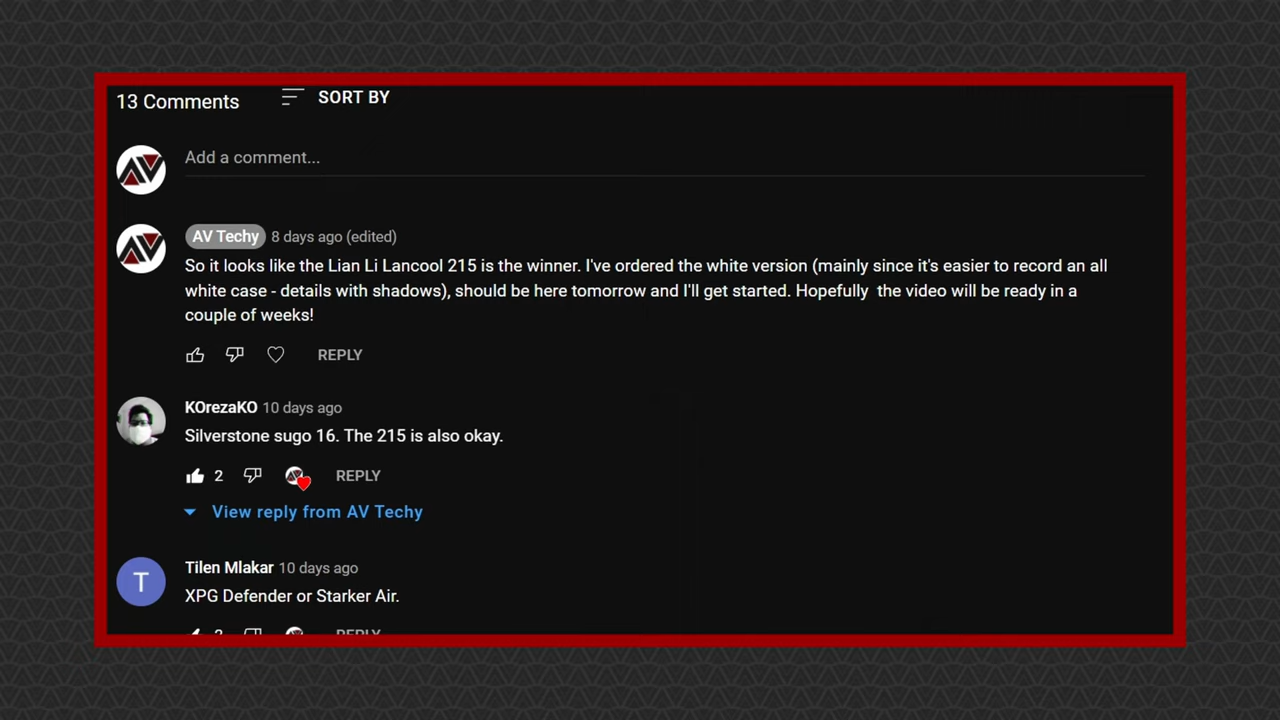 13 Comments
SORT BY
Add a comment...
AV Techy 8 days ago (edited)
So it looks like the Lian Li Lancool 215 is the winner. I've ordered the white version (mainly since it's easier to record an all
white case - details with shadows), should be here tomorrow and I'll get started. Hopefully the video will be ready in a
couple of weeks!
REPLY
KOrezaKO 10 days ago
Silverstone sugo 16. The 215 is also okay.
2 REPLY
View reply from AV Techy
T
Tilen Mlakar 10 days ago
XPG Defender or Starker Air.
REPLY